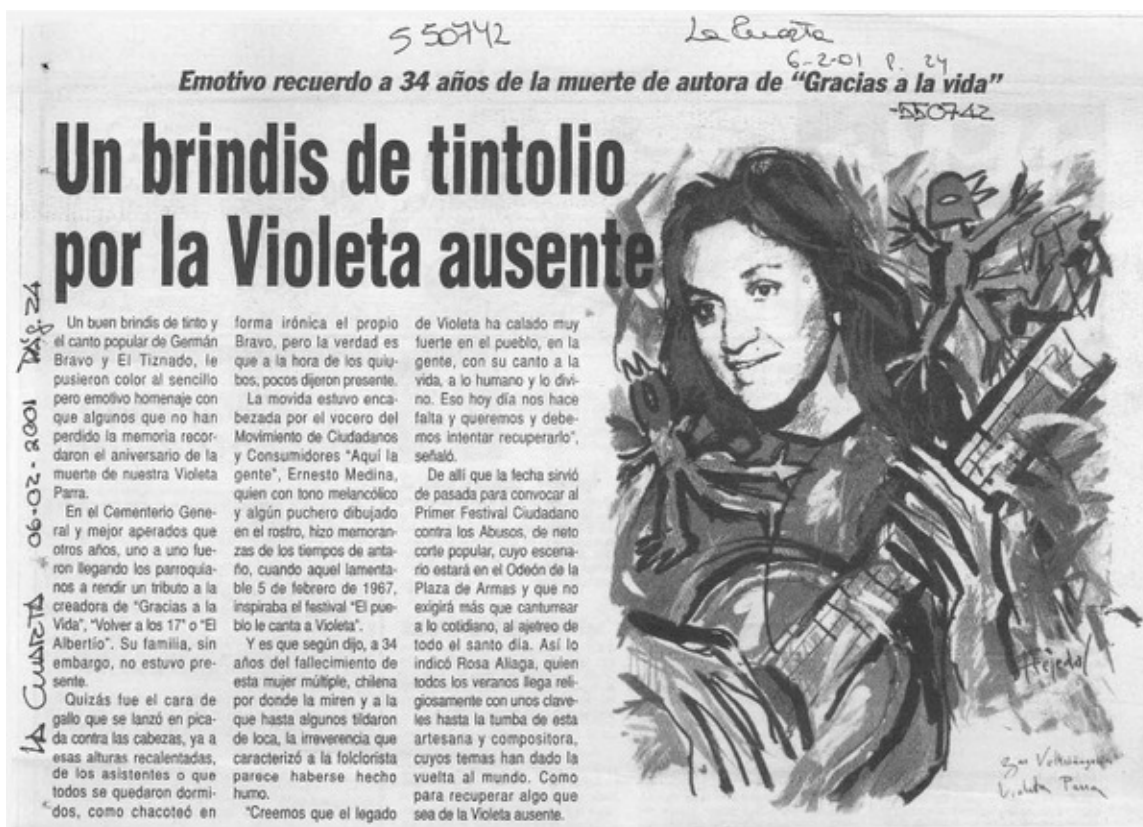 550742
La Cuarta
6-2-01 P. 24
Emotivo recuerdo a 34 años de la muerte de autora de "Gracias a la vida"
-550742
Un brindis de tintolio
por la Violeta ausente
LA CUARTA 06-02-2001 Pág. 24
Un buen brindis de tinto y
el canto popular de Germán
Bravo y El Tiznado, le
pusieron color al sencillo
pero emotivo homenaje con
que algunos que no han
perdido la memoria recor-
daron el aniversario de la
muerte de nuestra Violeta
Parra.
En el Cementerio Gene-
ral y mejor aperados que
otros años, uno a uno fue-
ron llegando los parroquia-
nos a rendir un tributo a la
creadora de "Gracias a la
Vida", "Volver a los 17" o "El
Albertío". Su familia, sin
embargo, no estuvo pre-
sente.
Quizás fue el cara de
gallo que se lanzó en pica-
da contra las cabezas, ya a
esas alturas recalentadas,
de los asistentes o que
todos se quedaron dormi-
dos, como chacoteó en
forma irónica el propio
Bravo, pero la verdad es
que a la hora de los quiu-
bos, pocos dijeron presente.
La movida estuvo enca-
bezada por el vocero del
Movimiento de Ciudadanos
y Consumidores "Aquí la
gente", Ernesto Medina,
quien con tono melancólico
y algún puchero dibujado
en el rostro, hizo memoran-
zas de los tiempos de anta-
ño, cuando aquel lamenta-
ble 5 de febrero de 1967,
inspiraba el festival "El pue-
blo le canta a Violeta".
Y es que según dijo, a 34
años del fallecimiento de
esta mujer múltiple, chilena
por donde la miren y a la
que hasta algunos tildaron
de loca, la irreverencia que
caracterizó a la folclorista
parece haberse hecho
humo.
"Creemos que el legado
de Violeta ha calado muy
fuerte en el pueblo, en la
gente, con su canto a la
vida, a lo humano y lo divi-
no. Eso hoy día nos hace
falta y queremos y debe-
mos intentar recuperarlo",
señaló.
De allí que la fecha sirvió
de pasada para convocar al
Primer Festival Ciudadano
contra los Abusos, de neto
corte popular, cuyo escena-
rio estará en el Odeón de la
Plaza de Armas y que no
exigirá más que canturrear
a lo cotidiano, al ajetreo de
todo el santo día. Así lo
indicó Rosa Aliaga, quien
todos los veranos llega reli-
giosamente con unos clave-
les hasta la tumba de esta
artesana y compositora,
cuyos temas han dado la
vuelta al mundo. Como
para recuperar algo que
sea de la Violeta ausente.
Tejeda
Violeta Parra